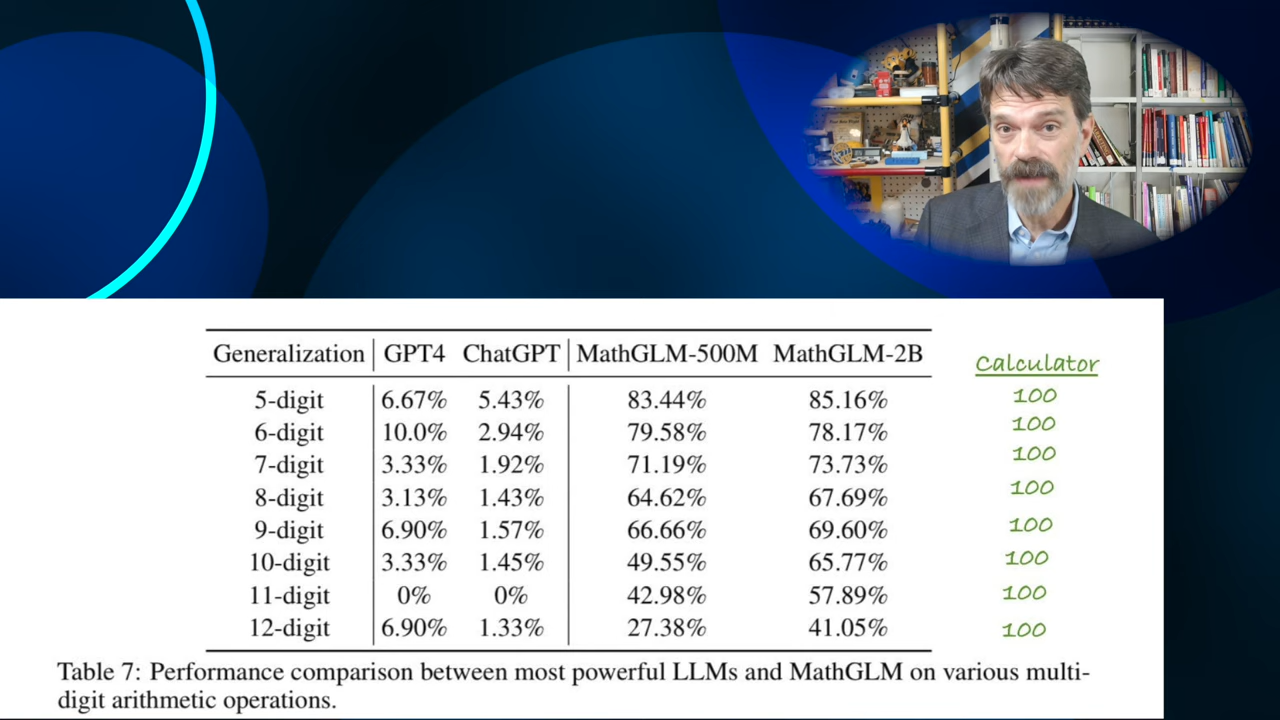 Generalization GPT4 ChatGPT MathGLM-500M MathGLM-2B Calculator
5-digit 6.67% 5.43% 83.44% 85.16% 100
6-digit 10.0% 2.94% 79.58% 78.17% 100
7-digit 3.33% 1.92% 71.19% 73.73% 100
8-digit 3.13% 1.43% 64.62% 67.69% 100
9-digit 6.90% 1.57% 66.66% 69.60% 100
10-digit 3.33% 1.45% 49.55% 65.77% 100
11-digit 0% 0% 42.98% 57.89% 100
12-digit 6.90% 1.33% 27.38% 41.05% 100
Table 7: Performance comparison between most powerful LLMs and MathGLM on various multi-
digit arithmetic operations.